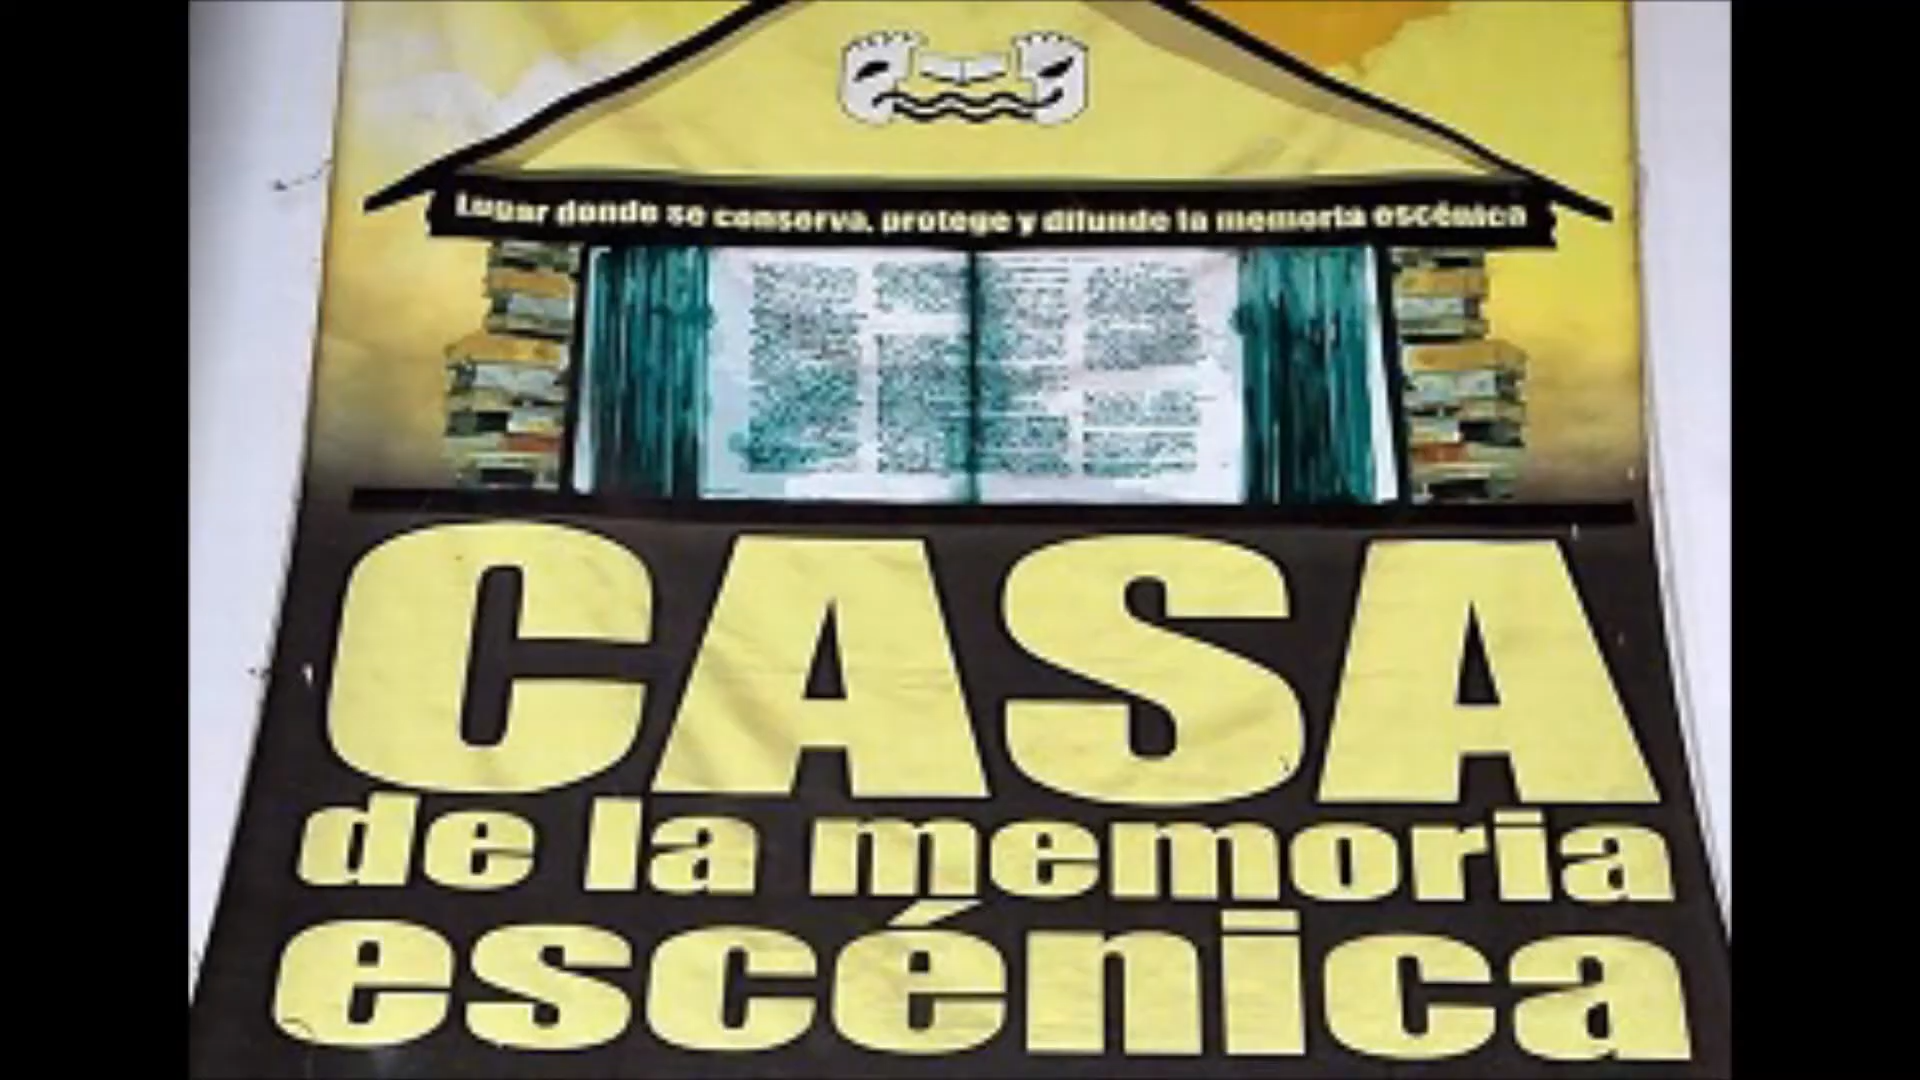 Lugar donde se conserva, protege y difunde la memoria escénica
CASA
de la memoria
escénica